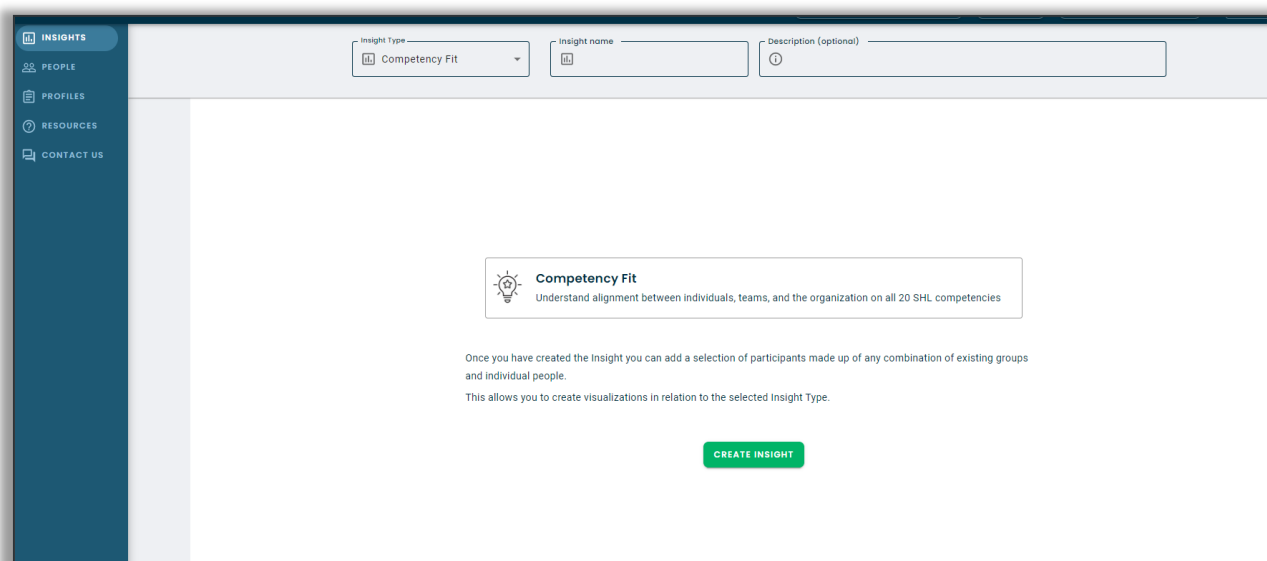 INSIGHTS
PEOPLE
PROFILES
RESOURCES
CONTACT US
Insight Type
Competency Fit
Insight name
Description (optional)
Competency Fit
Understand alignment between individuals, teams, and the organization on all 20 SHL competencies
Once you have created the Insight you can add a selection of participants made up of any combination of existing groups
and individual people.
This allows you to create visualizations in relation to the selected Insight Type.
CREATE INSIGHT